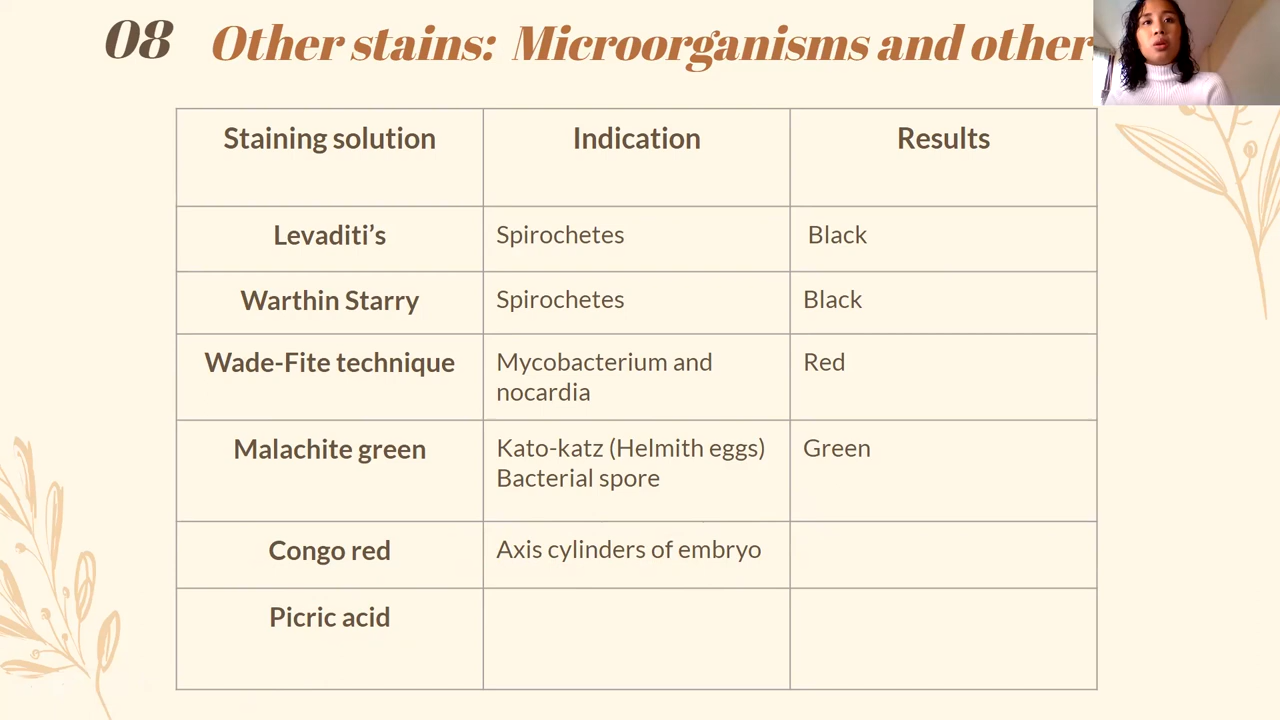 08 Other stains: Microorganisms and other
Staining solution Indication Results
Levaditi’s Spirochetes Black
Warthin Starry Spirochetes Black
Wade-Fite technique Mycobacterium and Red
nocardia
Malachite green Kato-katz (Helmith eggs) Green
Bacterial spore
Congo red Axis cylinders of embryo
Picric acid